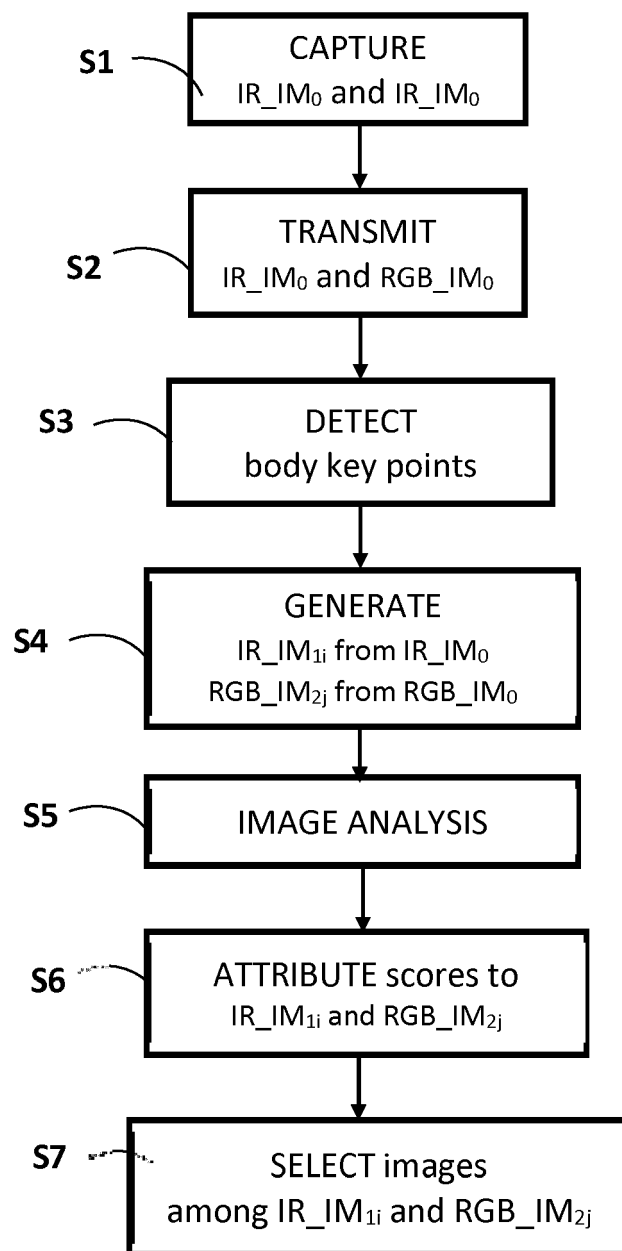 S1
CAPTURE
IR_IM₀ and IR_IM₀
S2
TRANSMIT
IR_IM₀ and RGB_IM₀
S3
DETECT
body key points
S4
GENERATE
IR_IM₁ᵢ from IR_IM₀
RGB_IM₂ⱼ from RGB_IM₀
S5
IMAGE ANALYSIS
S6
ATTRIBUTE scores to
IR_IM₁ᵢ and RGB_IM₂ⱼ
S7
SELECT images
among IR_IM₁ᵢ and RGB_IM₂ⱼ